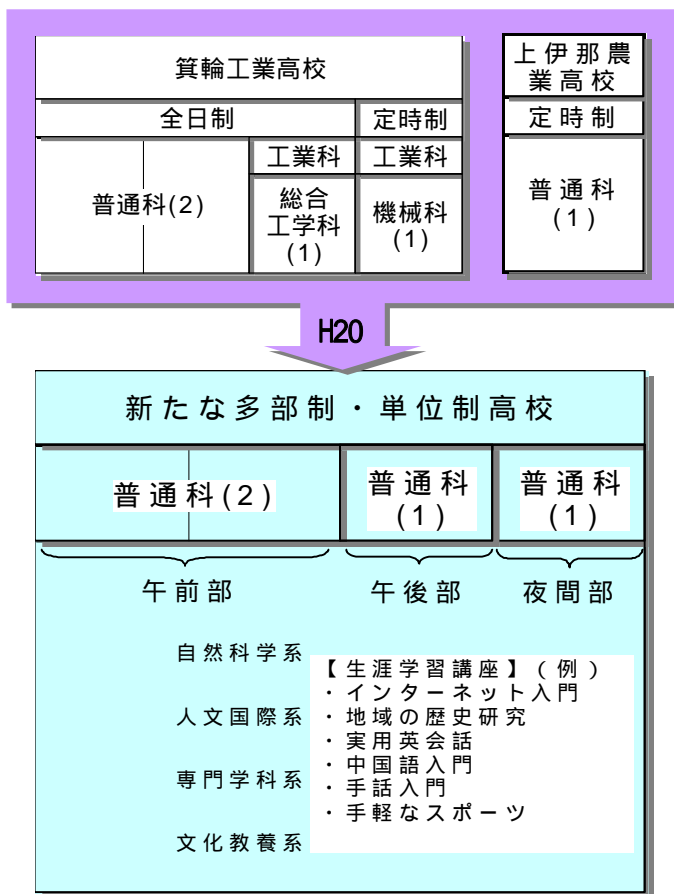 箕輪工業高校
全日制
定時制
工業科
工業科
普通科(2)
総合
工学科
(1)
機械科
(1)
上伊那農
業高校
定時制
普通科
(1)
H20
新たな多部制・単位制高校
普通科(2)
普通科
(1)
普通科
(1)
午前部
午後部
夜間部
自然科学系
人文国際系
専門学科系
文化教養系
【生涯学習講座】(例)
・インターネット入門
・地域の歴史研究
・実用英会話
・中国語入門
・手話入門
・手軽なスポーツ